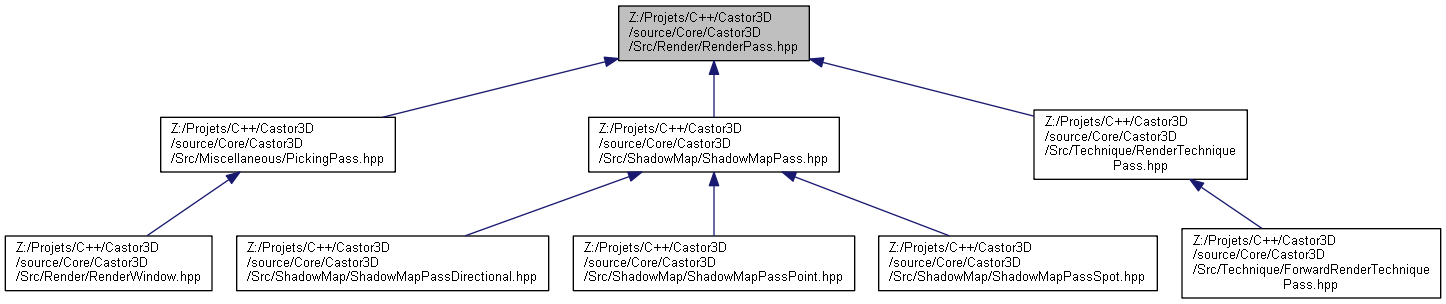 Z:/Projets/C++/Castor3D
/source/Core/Castor3D
/Src/Render/RenderPass.hpp
Z:/Projets/C++/Castor3D
/source/Core/Castor3D
/Src/Miscellaneous/PickingPass.hpp
Z:/Projets/C++/Castor3D
/source/Core/Castor3D
/Src/ShadowMap/ShadowMapPass.hpp
Z:/Projets/C++/Castor3D
/source/Core/Castor3D
/Src/Technique/RenderTechnique
Pass.hpp
Z:/Projets/C++/Castor3D
/source/Core/Castor3D
/Src/Render/RenderWindow.hpp
Z:/Projets/C++/Castor3D
/source/Core/Castor3D
/Src/ShadowMap/ShadowMapPassDirectional.hpp
Z:/Projets/C++/Castor3D
/source/Core/Castor3D
/Src/ShadowMap/ShadowMapPassPoint.hpp
Z:/Projets/C++/Castor3D
/source/Core/Castor3D
/Src/ShadowMap/ShadowMapPassSpot.hpp
Z:/Projets/C++/Castor3D
/source/Core/Castor3D
/Src/Technique/ForwardRenderTechnique
Pass.hpp